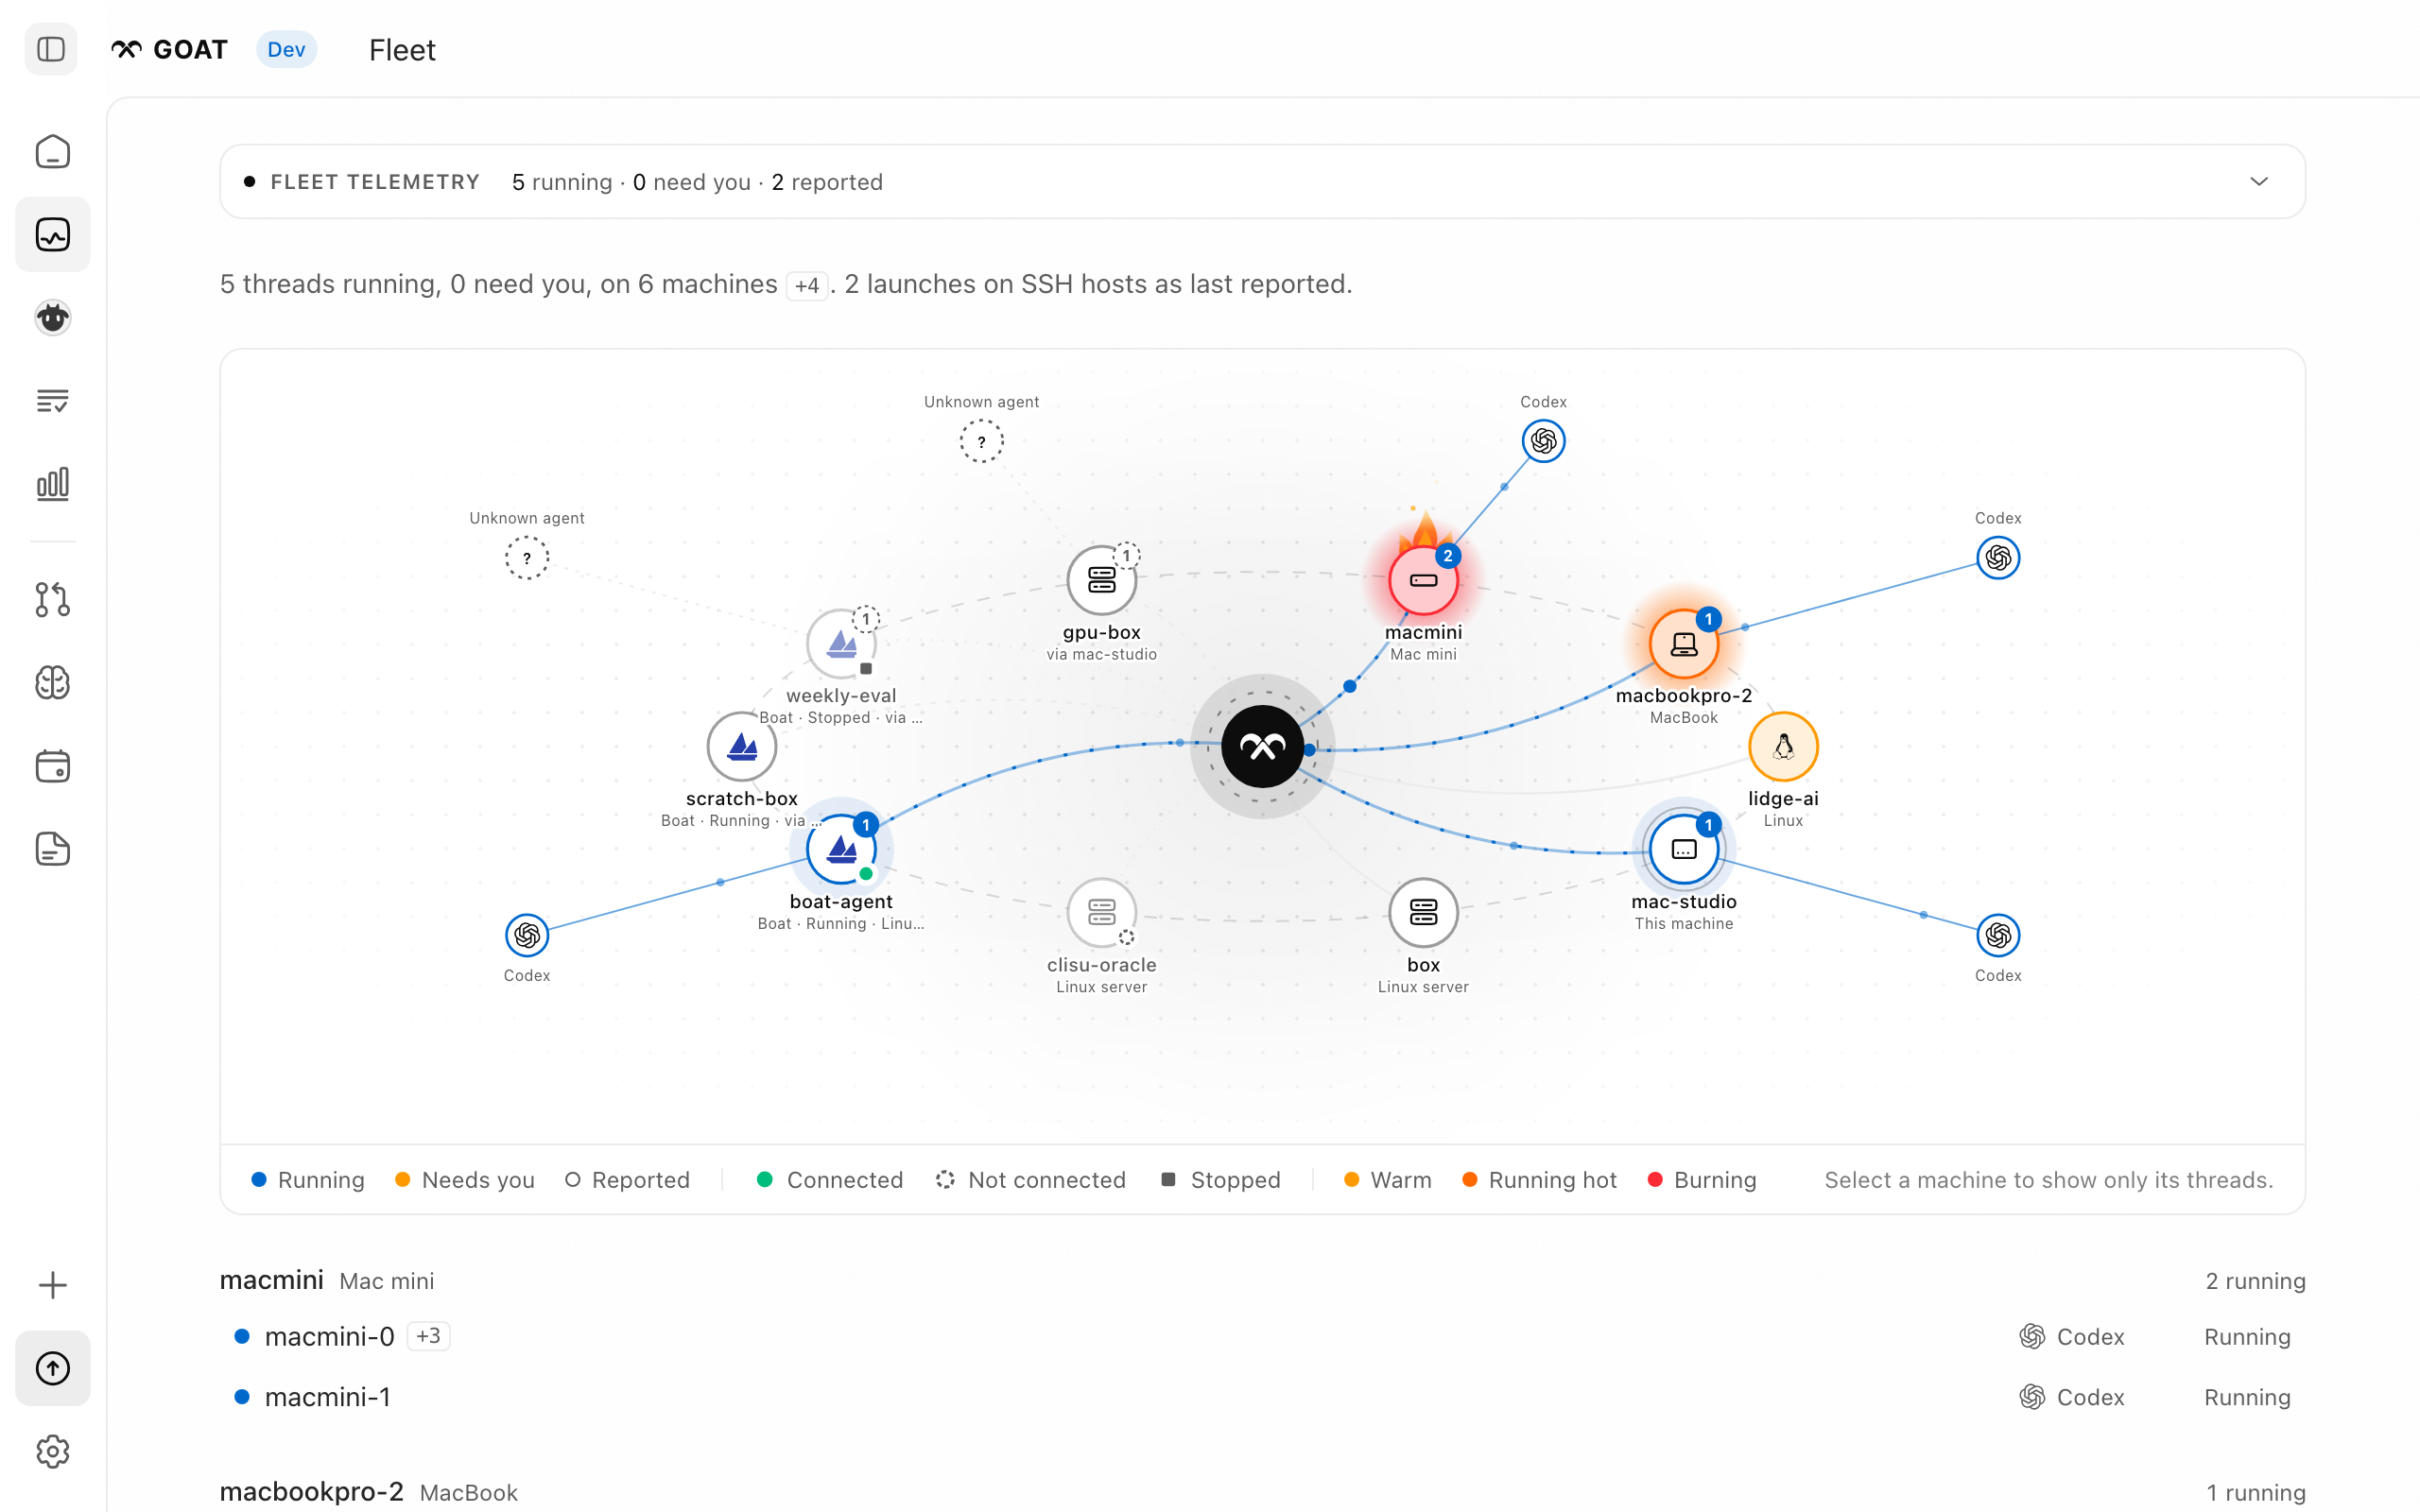 GOAT Dev Fleet
FLEET TELEMETRY 5 running · 0 need you · 2 reported
5 threads running, 0 need you, on 6 machines +4 . 2 launches on SSH hosts as last reported.
Unknown agent
?
Codex
Unknown agent
?
Codex
1
gpu-box
via mac-studio
2
macmini
Mac mini
1
weekly-eval
Boat · Stopped · via ...
1
macbookpro-2
MacBook
scratch-box
Boat · Running · via ...
lidge-ai
Linux
1
boat-agent
Boat · Running · Linu...
1
mac-studio
This machine
Codex
clisu-oracle
Linux server
box
Linux server
Codex
Running Needs you Reported Connected Not connected Stopped Warm Running hot Burning Select a machine to show only its threads.
macmini Mac mini 2 running
macmini-0 +3 Codex Running
macmini-1 Codex Running
macbookpro-2 MacBook 1 running